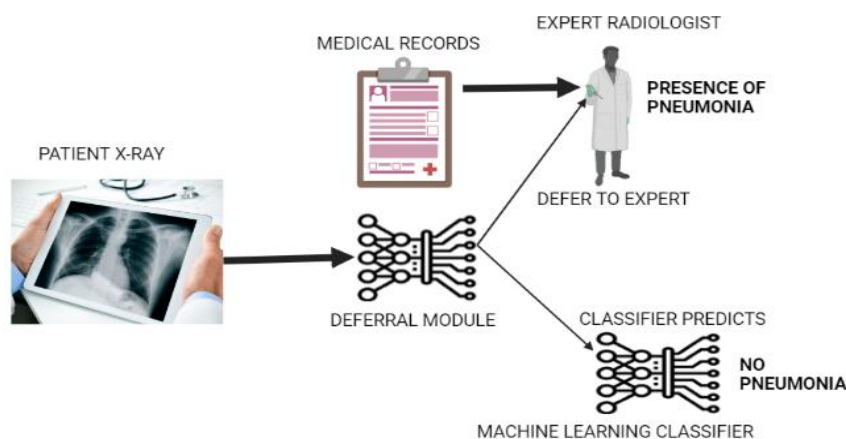 MEDICAL RECORDS
EXPERT RADIOLOGIST
PRESENCE OF
PNEUMONIA
PATIENT X-RAY
DEFER TO EXPERT
DEFERRAL MODULE
CLASSIFIER PREDICTS
NO
PNEUMONIA
MACHINE LEARNING CLASSIFIER